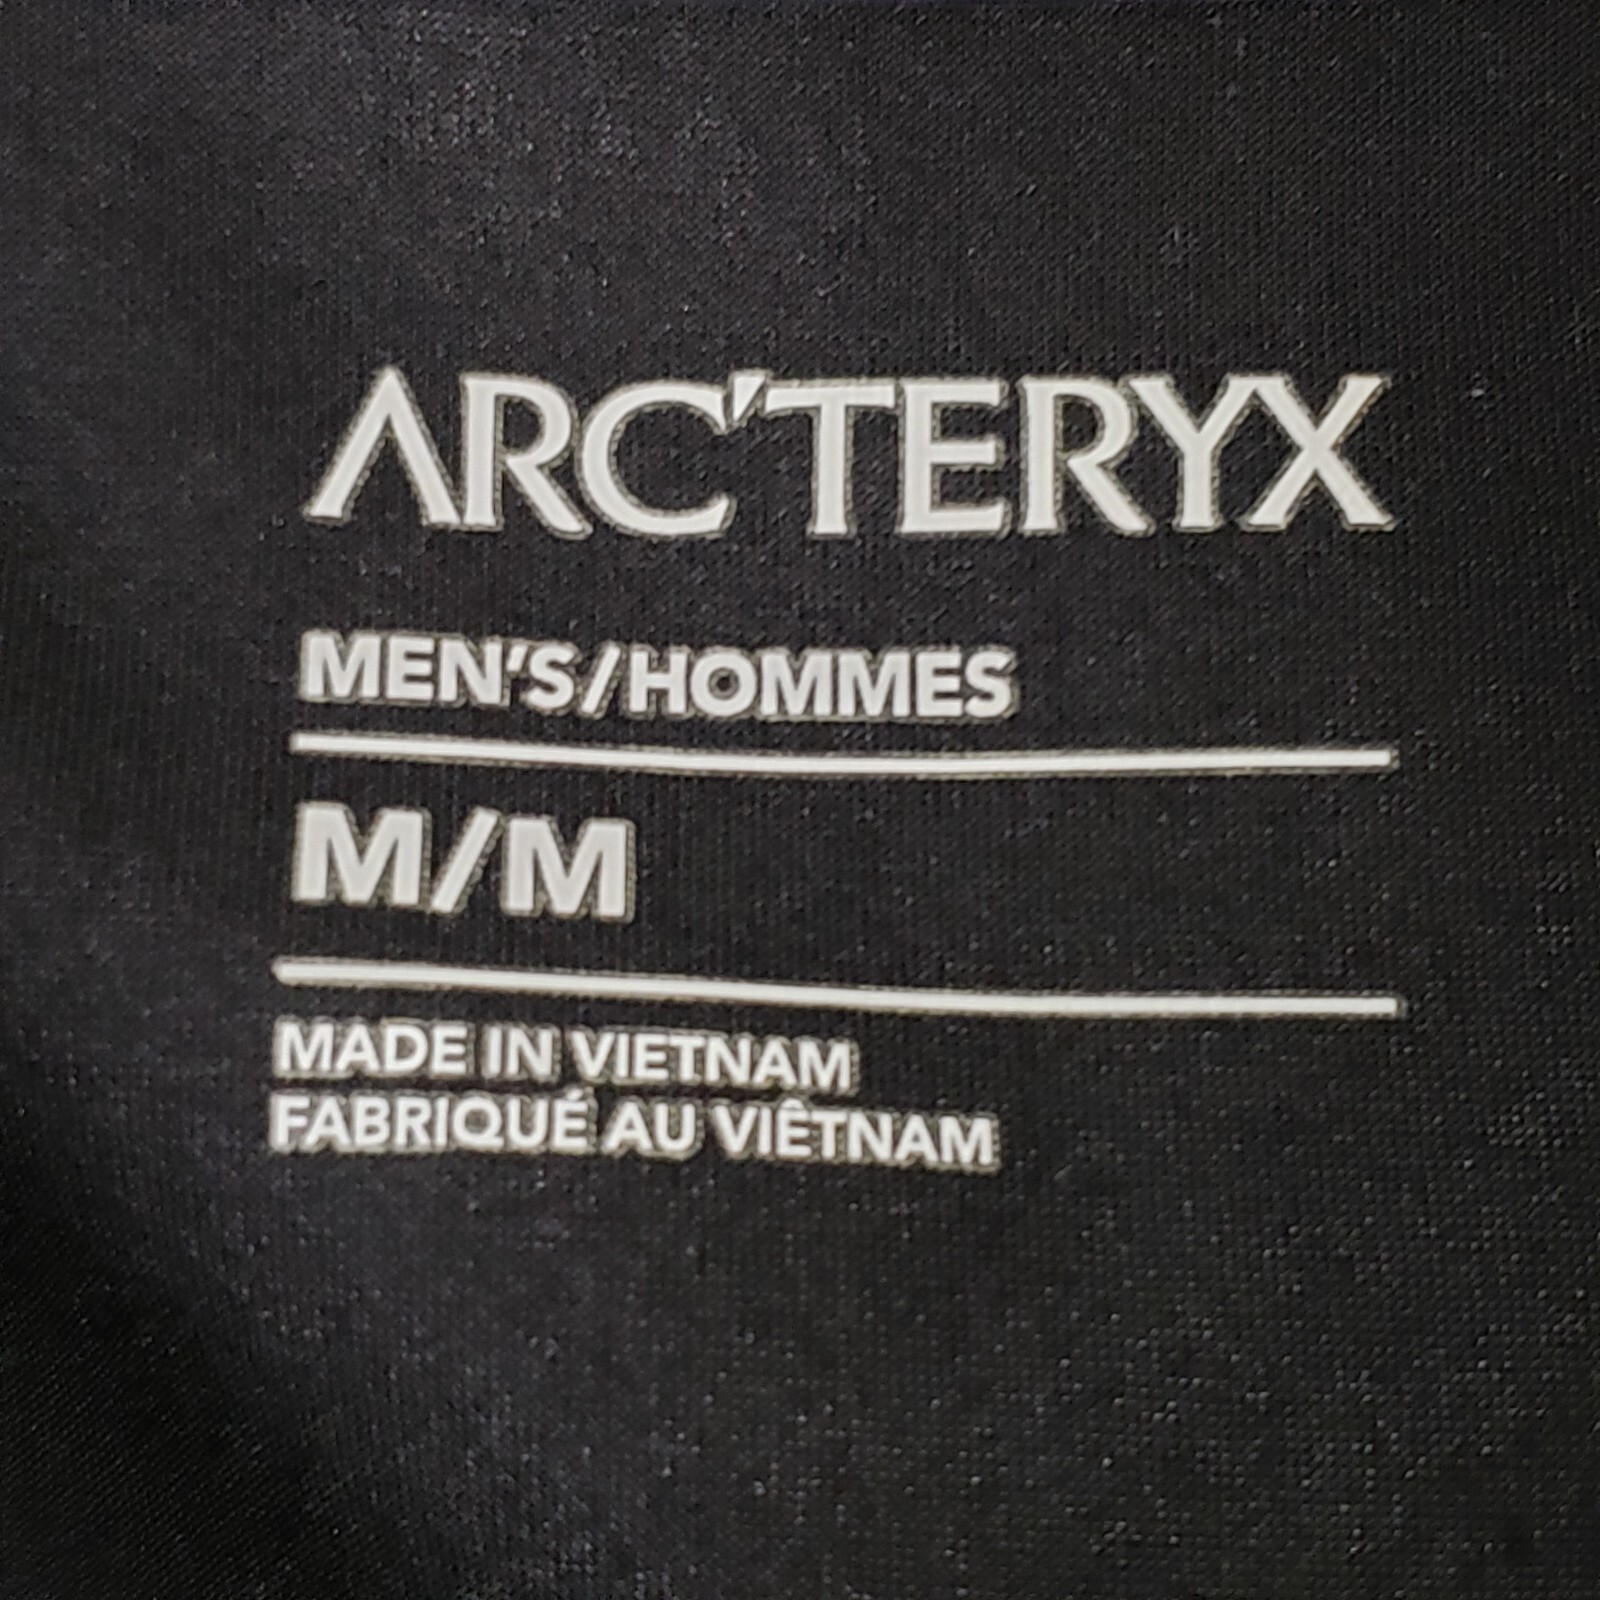 ARC'TERYX
MEN'S/HOMMES
M/M
MADE IN VIETNAM
FABRIQUÉ AU VIÊTNAM